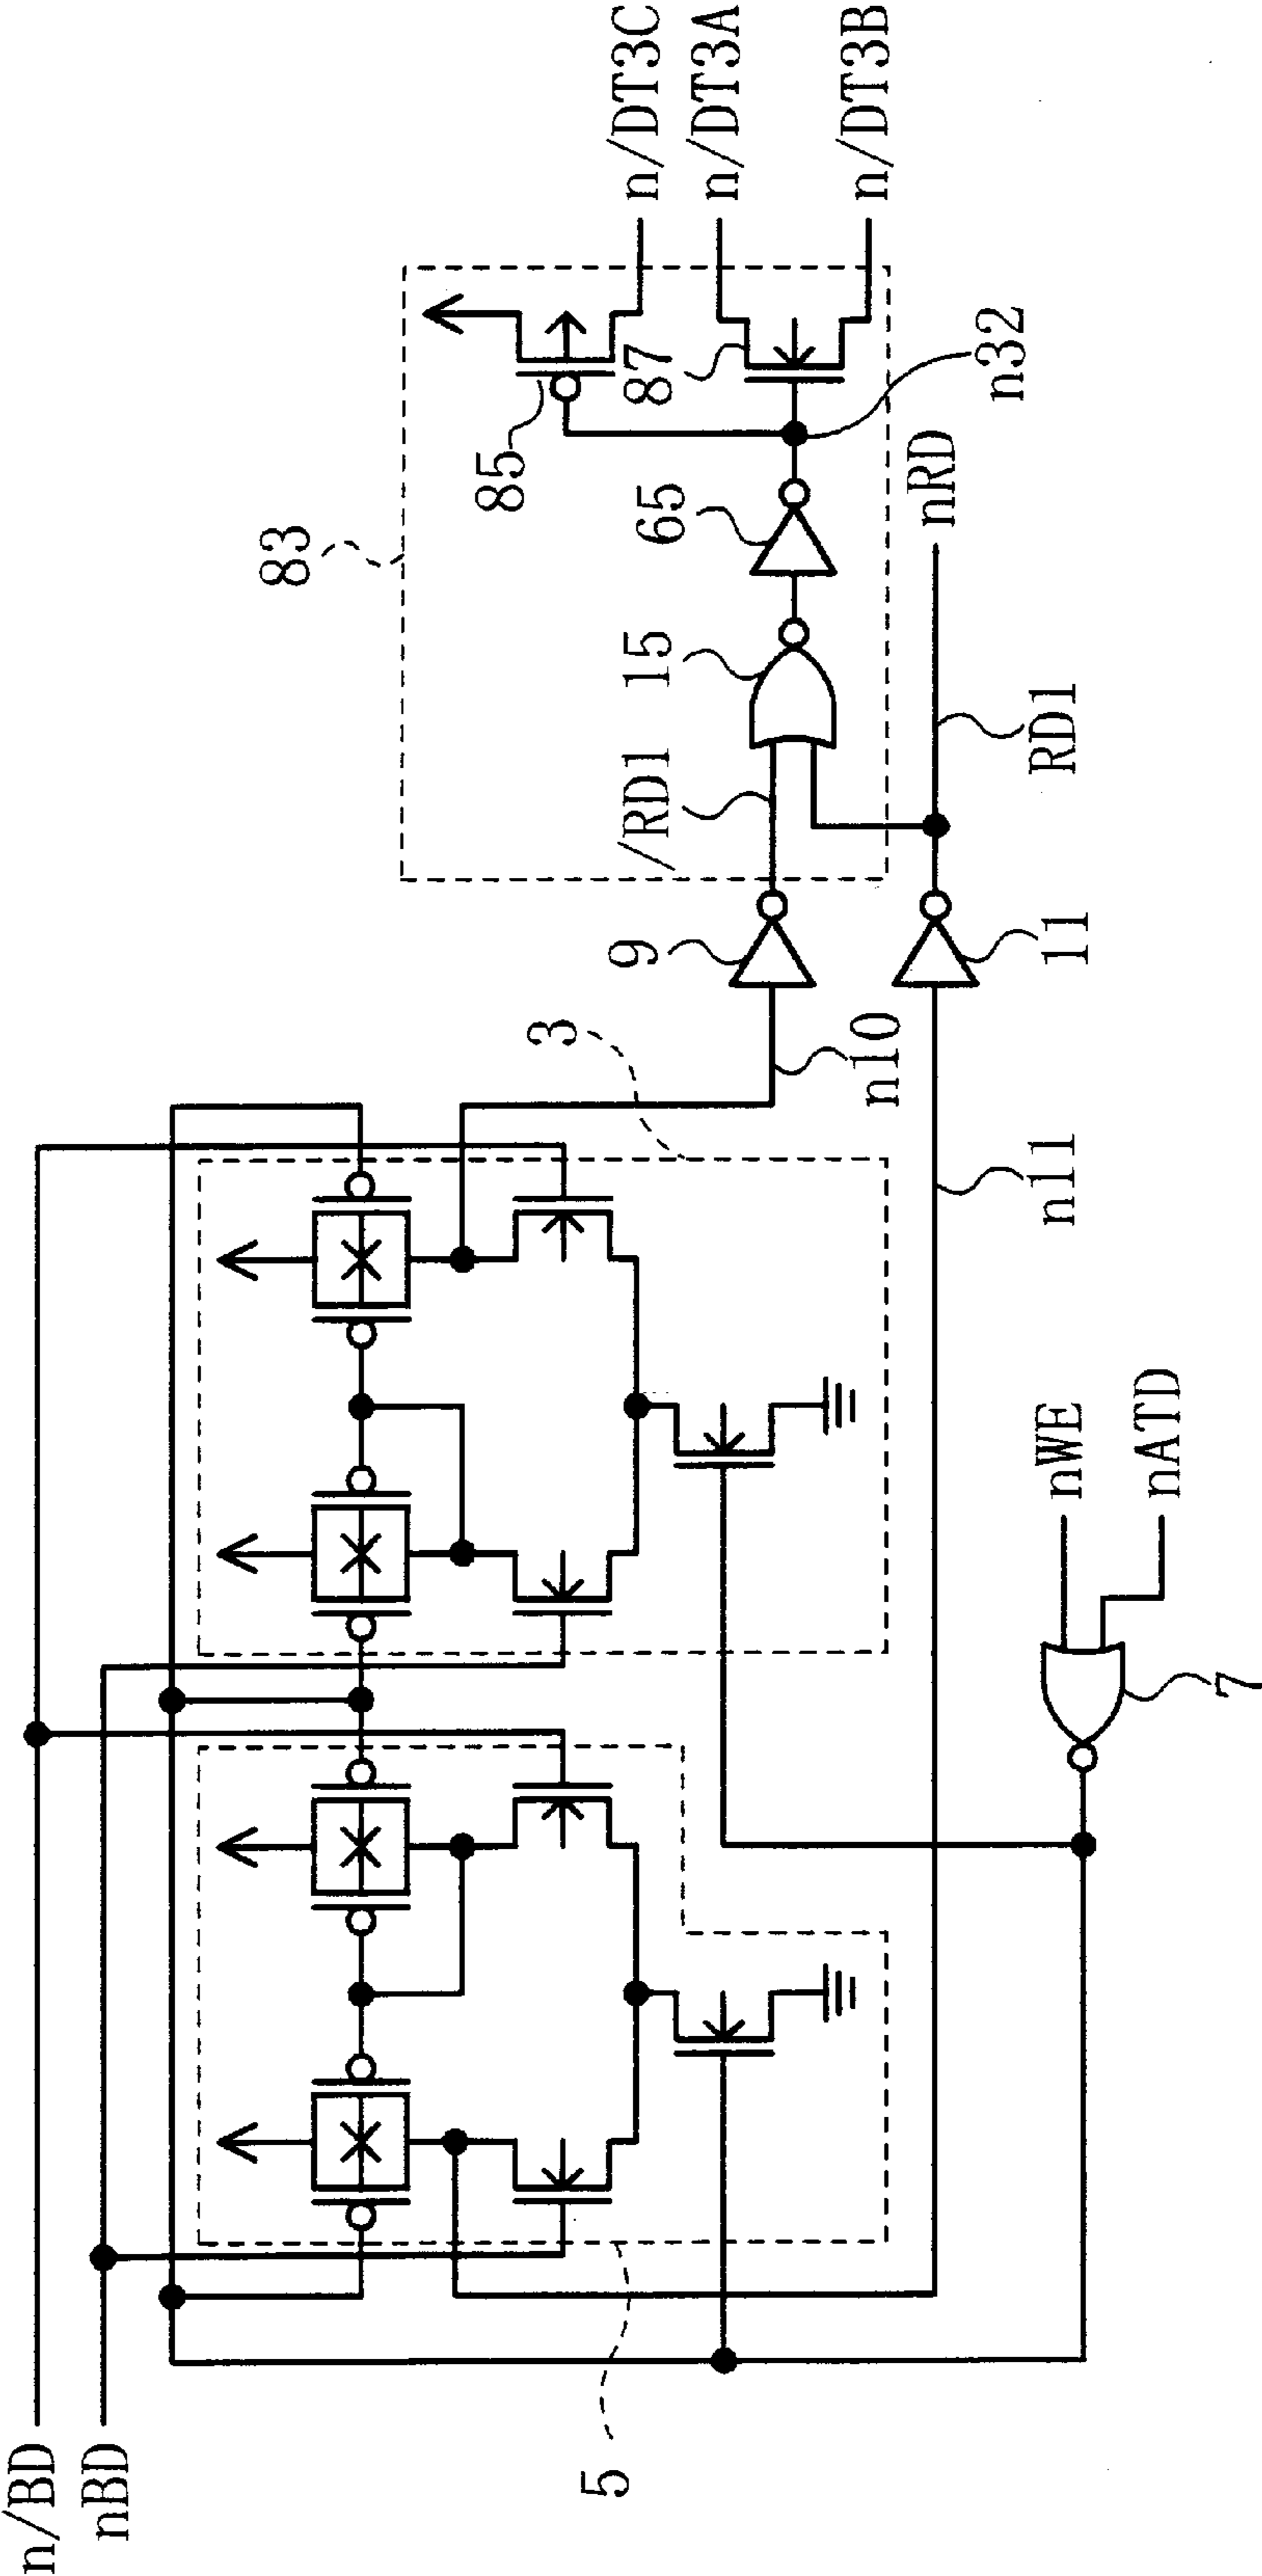 n/BD
nBD
5
3
n10
n11
9
11
/RD1
15
65
RD1
nRD
83
85
87
n32
n/DT3C
n/DT3A
n/DT3B
nWE
nATD
7